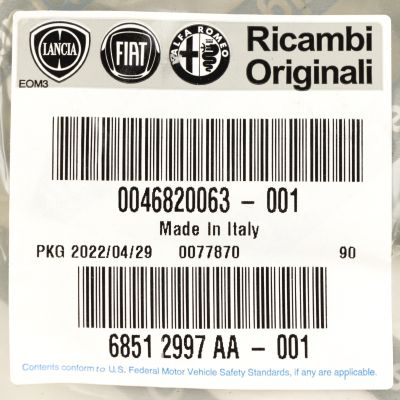 LANCIA FIAT ALFA ROMEO Ricambi
Originali
EOM3
0046820063 - 001
Made In Italy
PKG 2022/04/29 0077870 90
6851 2997 AA - 001
Contents conform to U.S. Federal Motor Vehicle Safety Standards, if any are applicable.